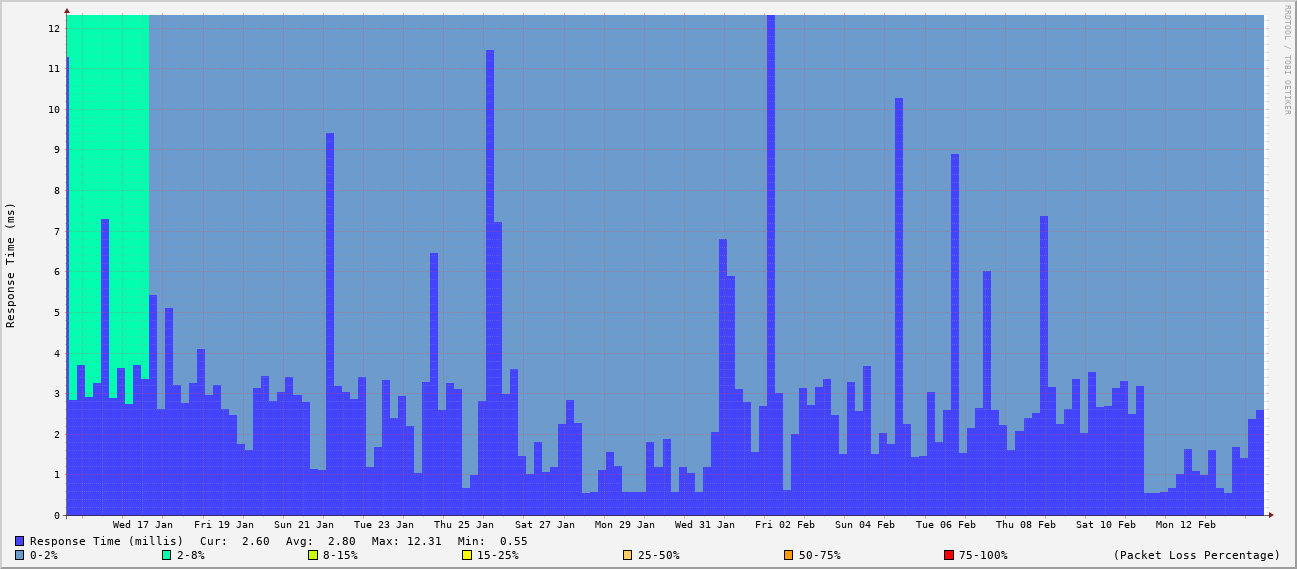 RRDTOOL / TOBI OETIKER
Response Time (ms)
12
11
10
9
8
7
6
5
4
3
2
1
0
Wed 17 Jan Fri 19 Jan Sun 21 Jan Tue 23 Jan Thu 25 Jan Sat 27 Jan Mon 29 Jan Wed 31 Jan Fri 02 Feb Sun 04 Feb Tue 06 Feb Thu 08 Feb Sat 10 Feb Mon 12 Feb
Response Time (millis) Cur: 2.60 Avg: 2.80 Max: 12.31 Min: 0.55
0-2% 2-8% 8-15% 15-25% 25-50% 50-75% 75-100% (Packet Loss Percentage)